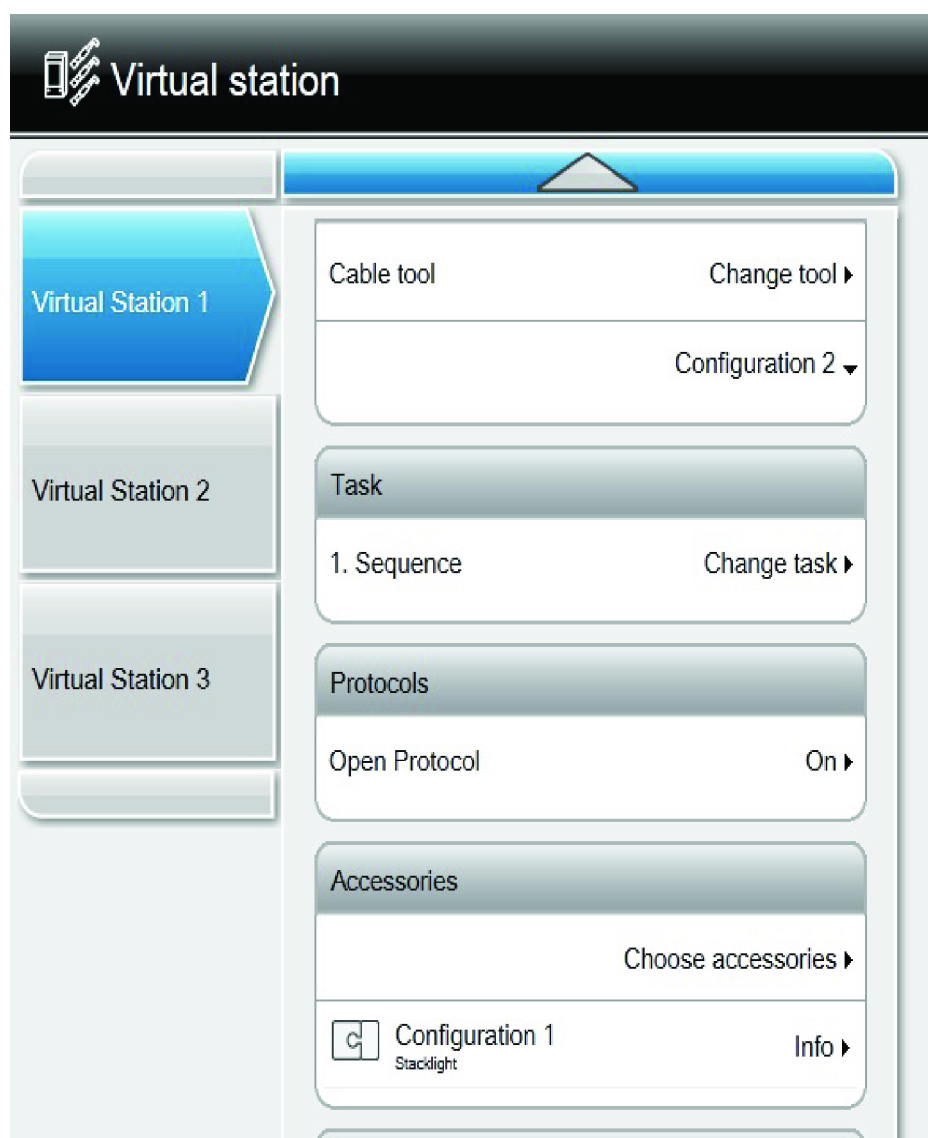 Virtual station
Virtual Station 1
Virtual Station 2
Virtual Station 3
Cable tool Change tool
Configuration 2
Task
1. Sequence Change task
Protocols
Open Protocol On
Accessories
Choose accessories
C Configuration 1 Info
Stacklight